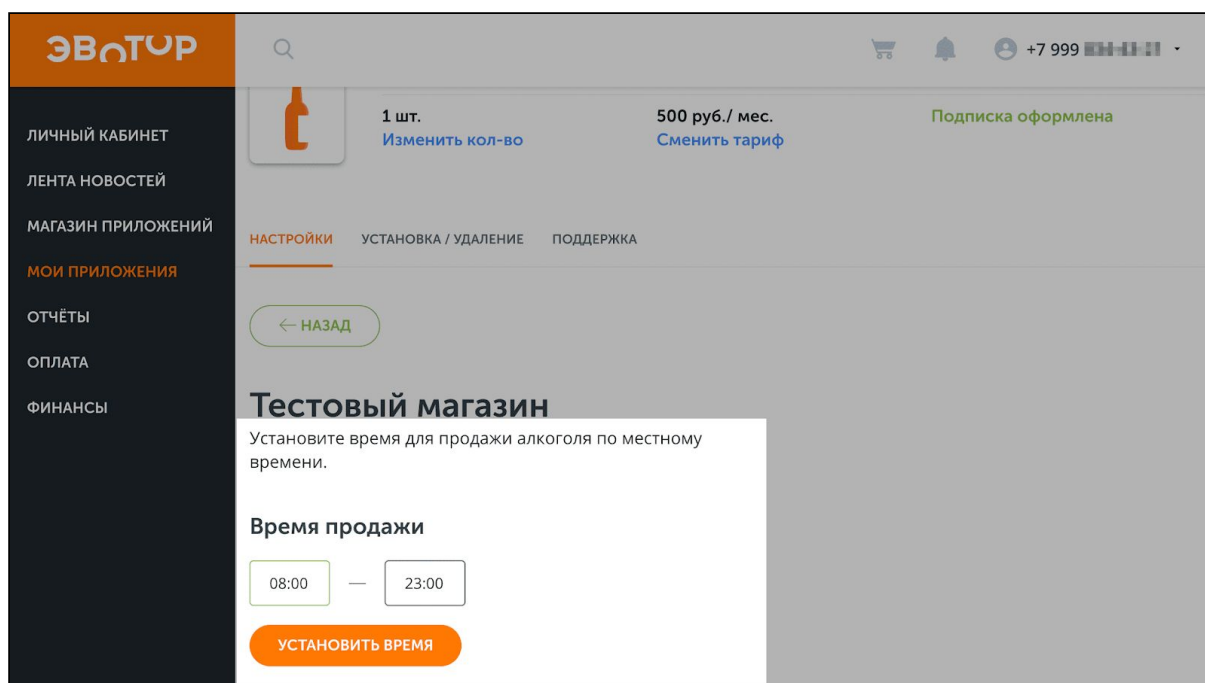 ЭВОТОР
+7 999
ЛИЧНЫЙ КАБИНЕТ
ЛЕНТА НОВОСТЕЙ
МАГАЗИН ПРИЛОЖЕНИЙ
МОИ ПРИЛОЖЕНИЯ
ОТЧЁТЫ
ОПЛАТА
ФИНАНСЫ
1 шт. 500 руб./ мес. Подписка оформлена
Изменить кол-во Сменить тариф
НАСТРОЙКИ УСТАНОВКА / УДАЛЕНИЕ ПОДДЕРЖКА
← НАЗАД
Тестовый магазин
Установите время для продажи алкоголя по местному
времени.
Время продажи
08:00 — 23:00
УСТАНОВИТЬ ВРЕМЯ